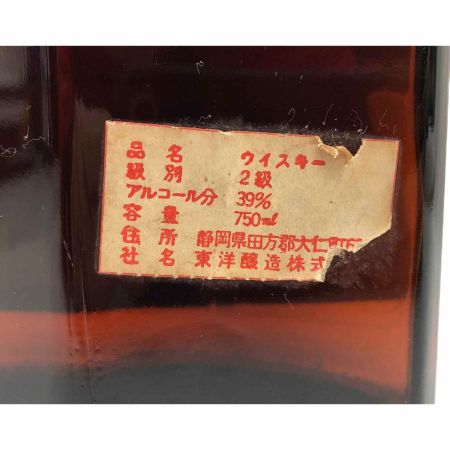 品名 ウイスキー
級別 2級
アルコール分 39%
容量 750ml
住所 静岡県田方郡大仁町6
社名 東洋醸造株式